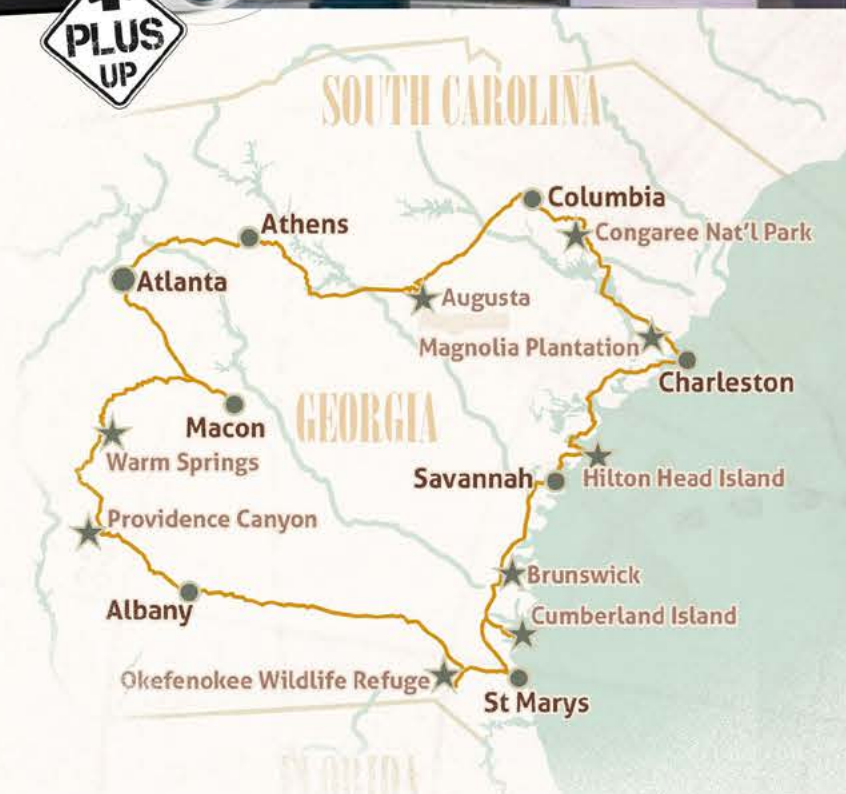 PLUS
UP
SOUTH CAROLINA
Columbia
Congaree Nat'l Park
Athens
Atlanta
Augusta
Magnolia Plantation
Charleston
Macon
GEORGIA
Warm Springs
Savannah
Hilton Head Island
Providence Canyon
Brunswick
Albany
Cumberland Island
Okefenokee Wildlife Refuge
St Marys
FLORIDA